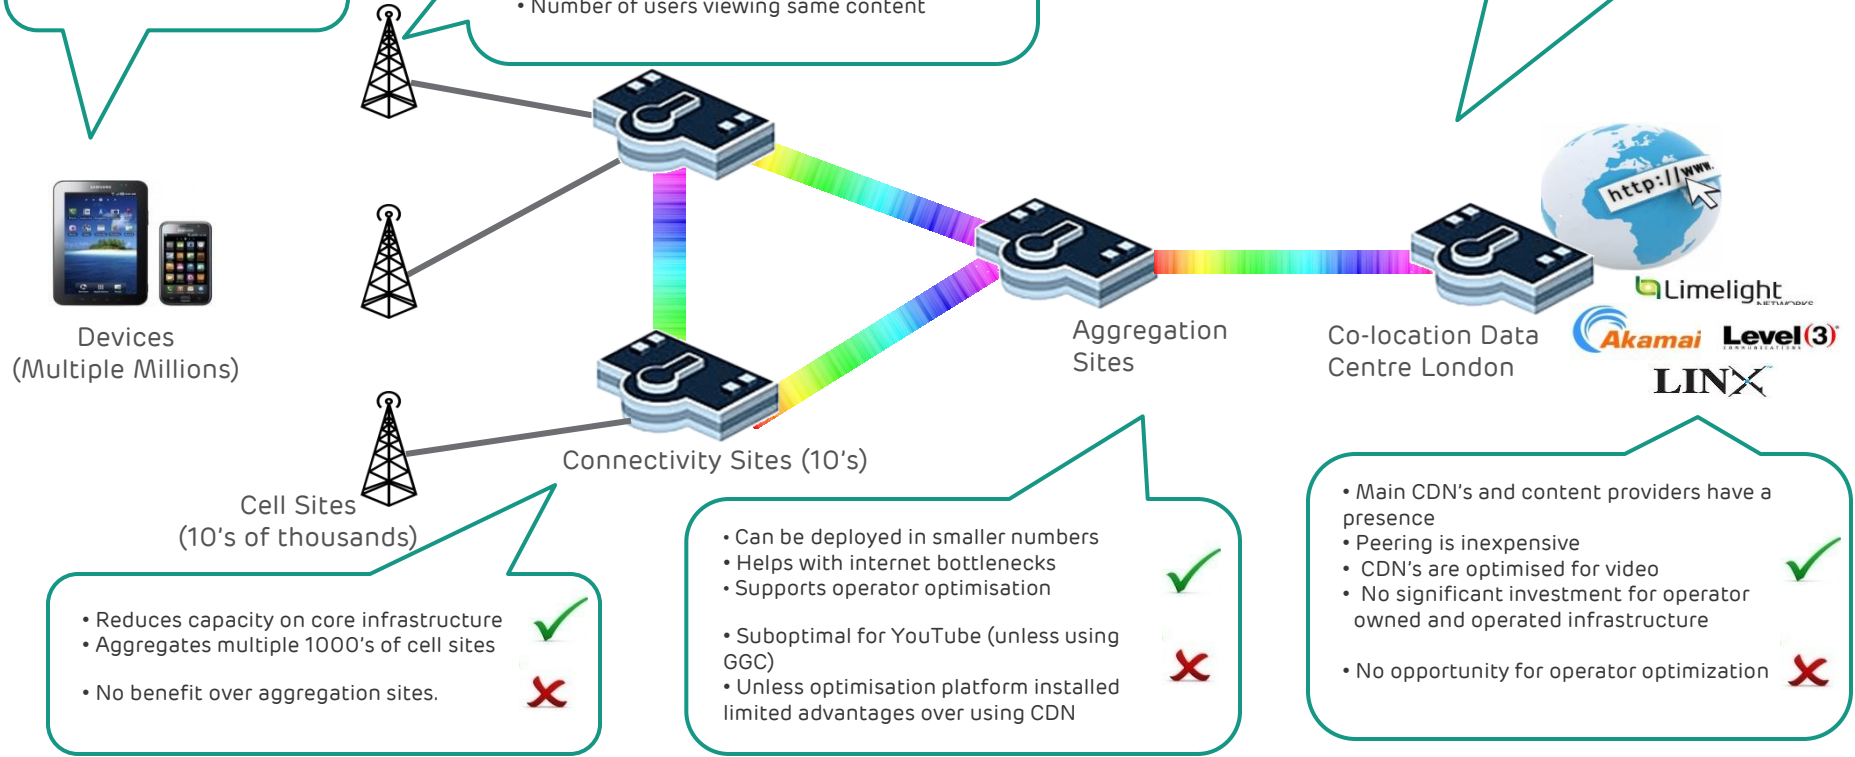 • Number of users viewing same content
http://www.
SAMSUNG
Limelight
NETWORKS
Akamai
Level(3)
COMMUNICATIONS
LINX
Devices
(Multiple Millions)
Aggregation
Sites
Co-location Data
Centre London
Connectivity Sites (10's)
Cell Sites
(10's of thousands)
• Reduces capacity on core infrastructure
• Aggregates multiple 1000's of cell sites
• No benefit over aggregation sites.
• Can be deployed in smaller numbers
• Helps with internet bottlenecks
• Supports operator optimisation
• Suboptimal for YouTube (unless using
GGC)
• Unless optimisation platform installed
limited advantages over using CDN
• Main CDN's and content providers have a
presence
• Peering is inexpensive
• CDN's are optimised for video
• No significant investment for operator
owned and operated infrastructure
• No opportunity for operator optimization